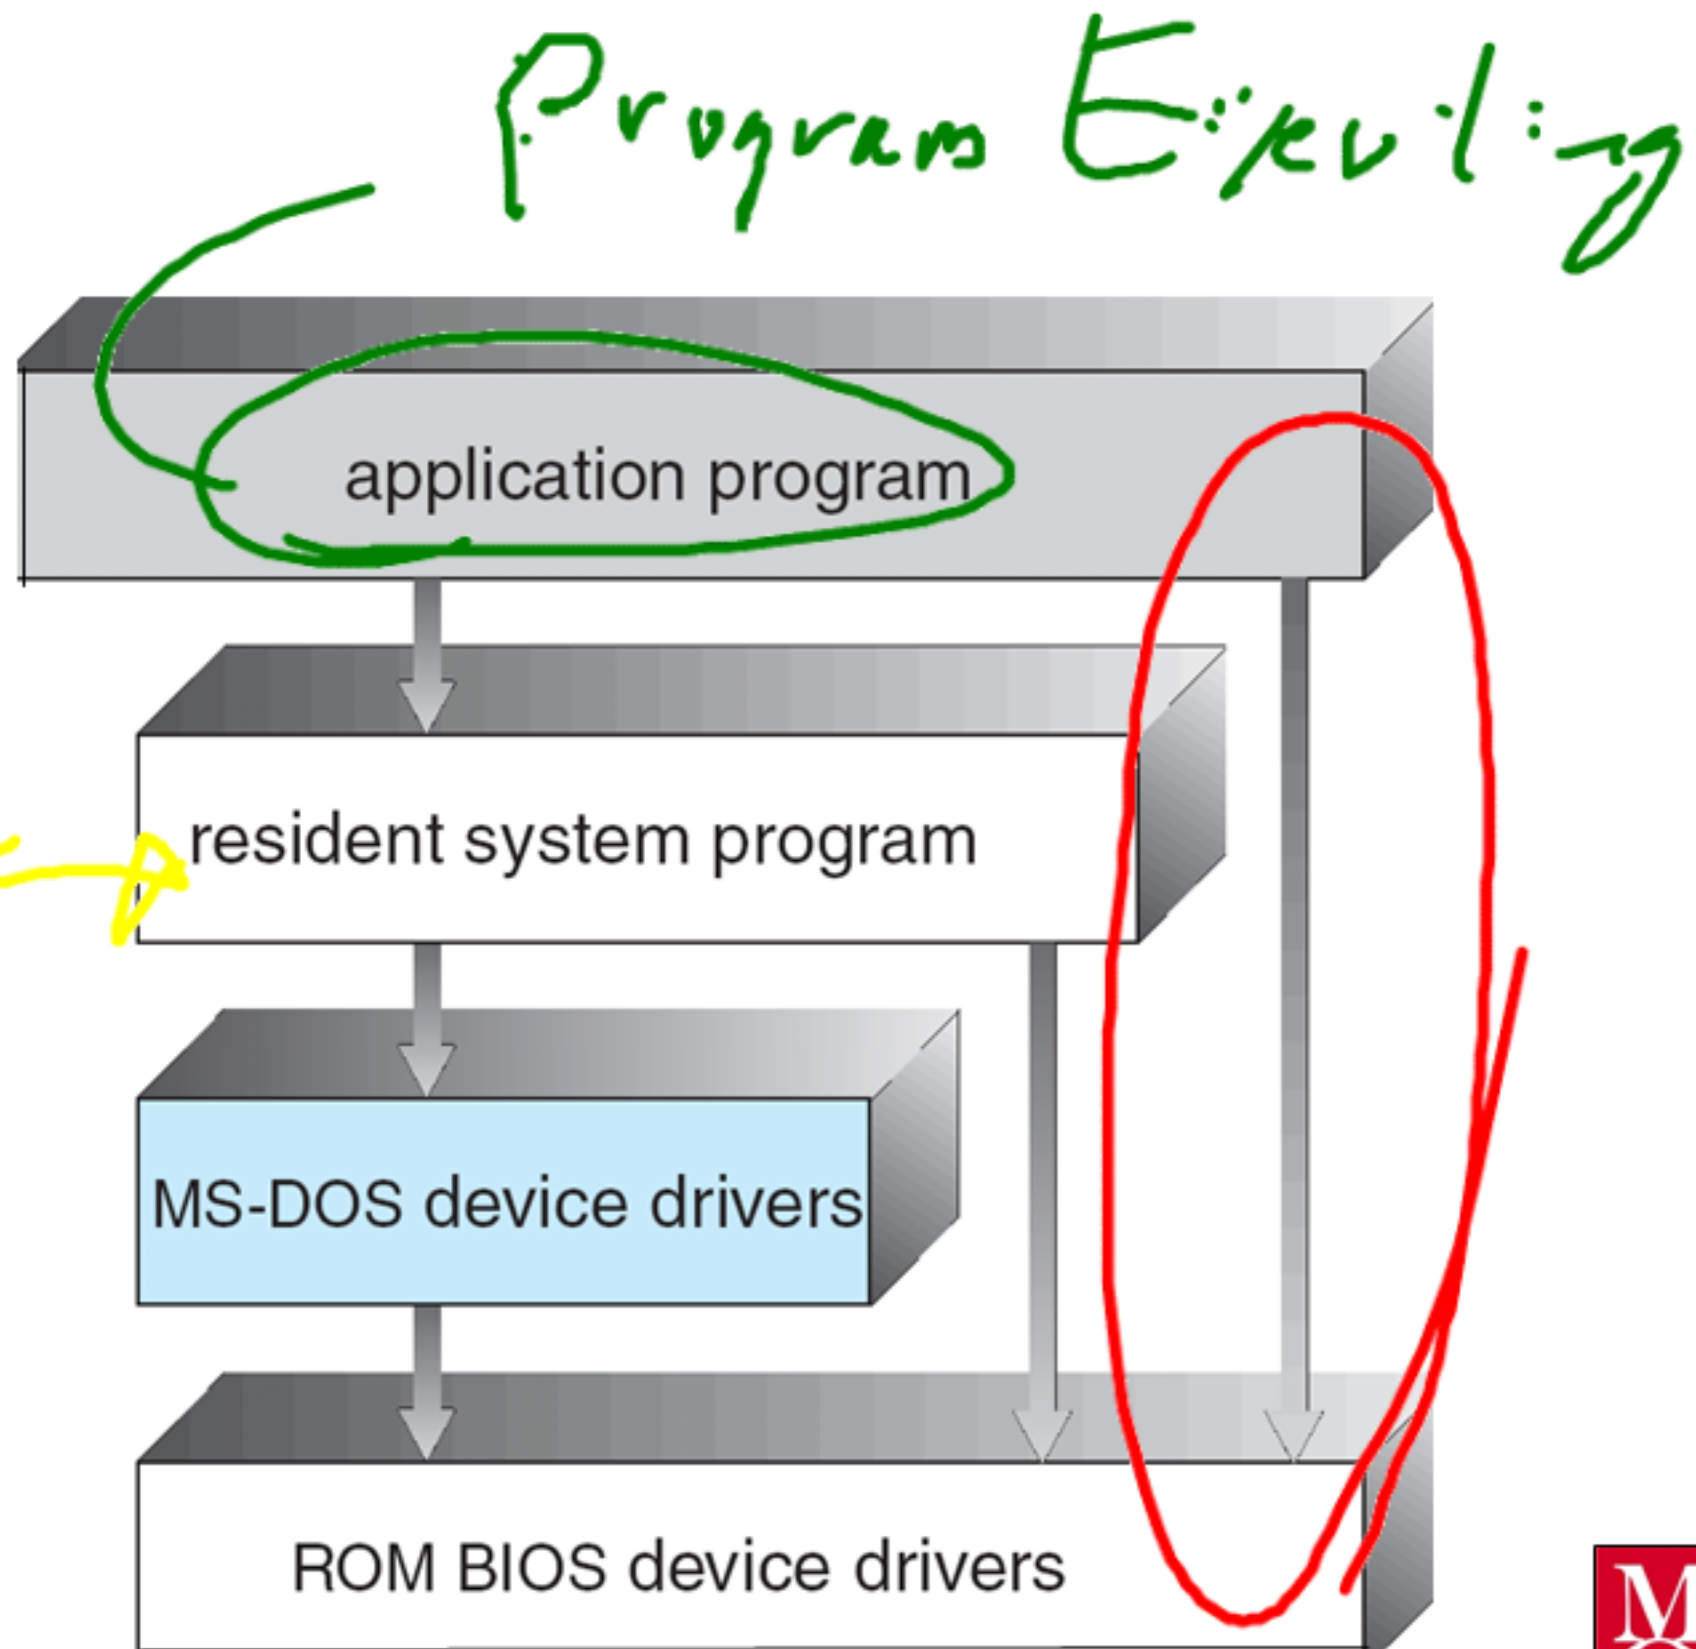 Program Executing
application program
resident system program
MS-DOS device drivers
ROM BIOS device drivers
M